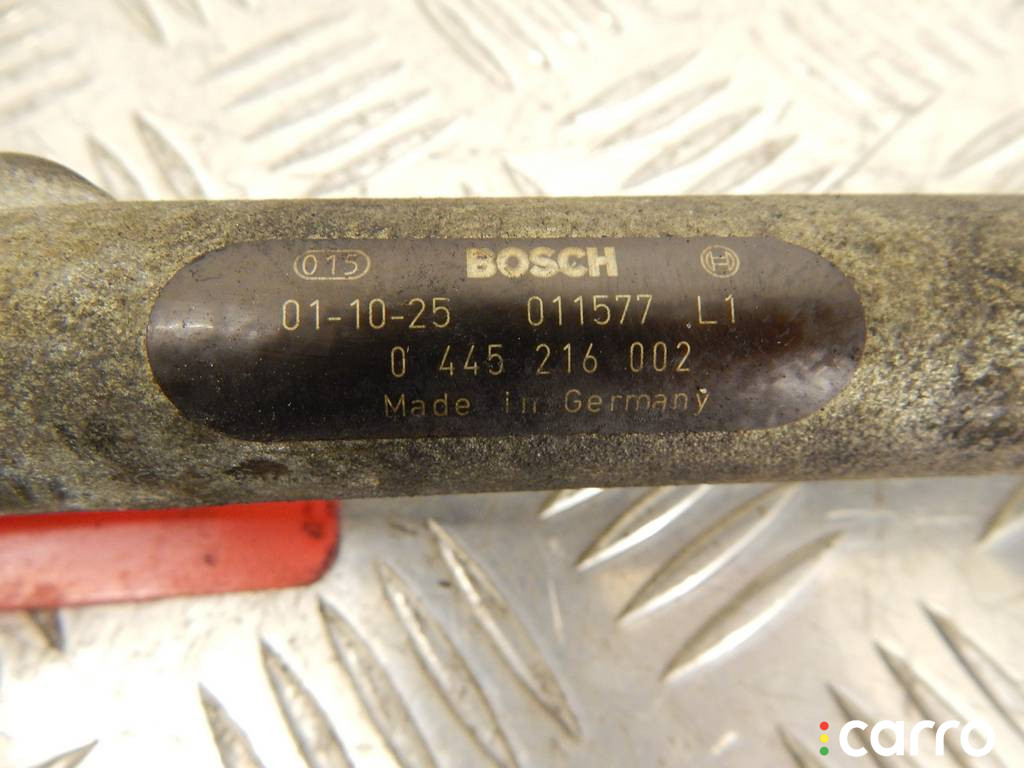 015 BOSCH
01-10-25 011577 L1
0 445 216 002
Made in Germany
carro